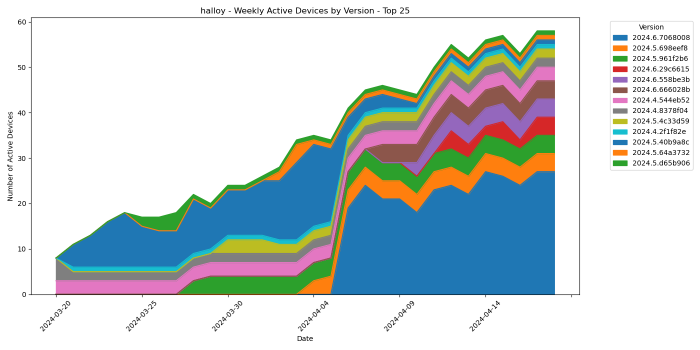 halloy - Weekly Active Devices by Version - Top 25
Number of Active Devices
60
50
40
30
20
10
0
2024-03-20
2024-03-25
2024-03-30
2024-04-04
2024-04-09
2024-04-14
Date
Version
2024.6.7068008
2024.5.698eef8
2024.5.961f2b6
2024.6.29c6615
2024.6.558be3b
2024.6.666028b
2024.4.544eb52
2024.4.8378f04
2024.5.4c33d59
2024.4.2f1f82e
2024.5.40b9a8c
2024.5.64a3732
2024.5.d65b906